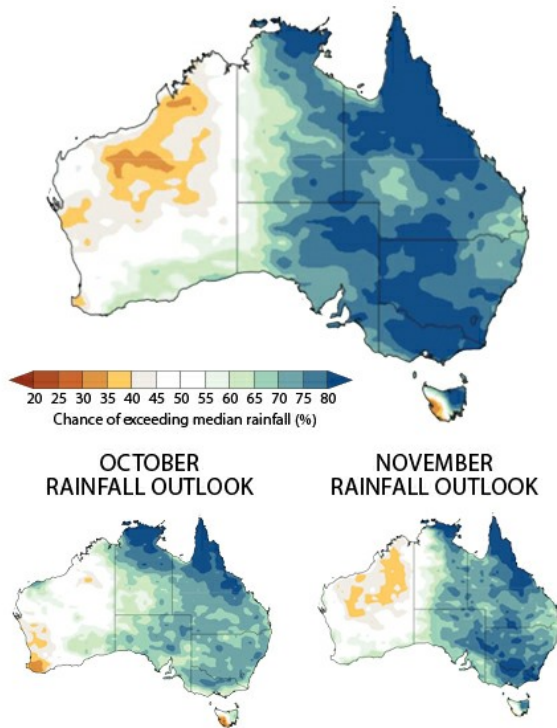 20 25 30 35 40 45 50 55 60 65 70 75 80
Chance of exceeding median rainfall (%)
OCTOBER
RAINFALL OUTLOOK
NOVEMBER
RAINFALL OUTLOOK